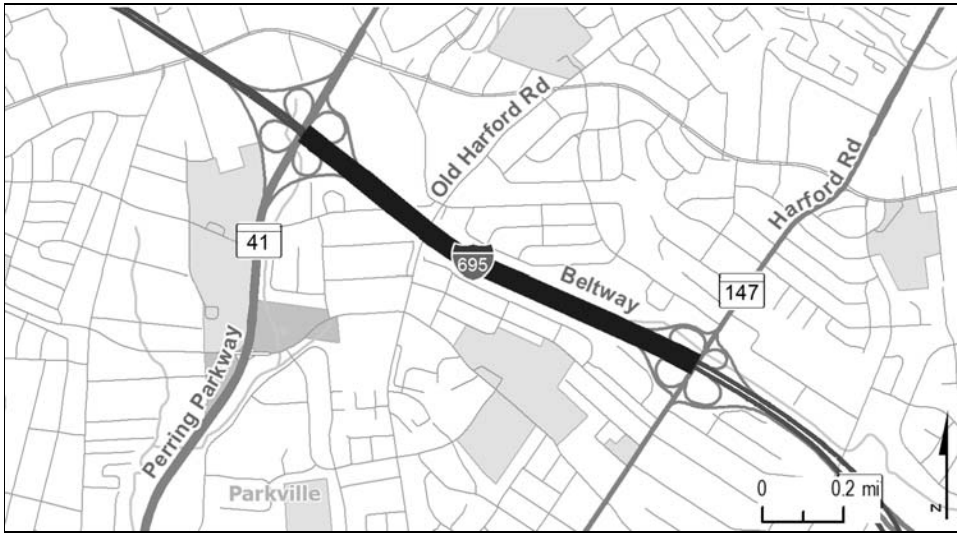 Old Harford Rd
Harford Rd
41
695
Beltway
147
Perring Parkway
Parkville
0
0.2 mi
N